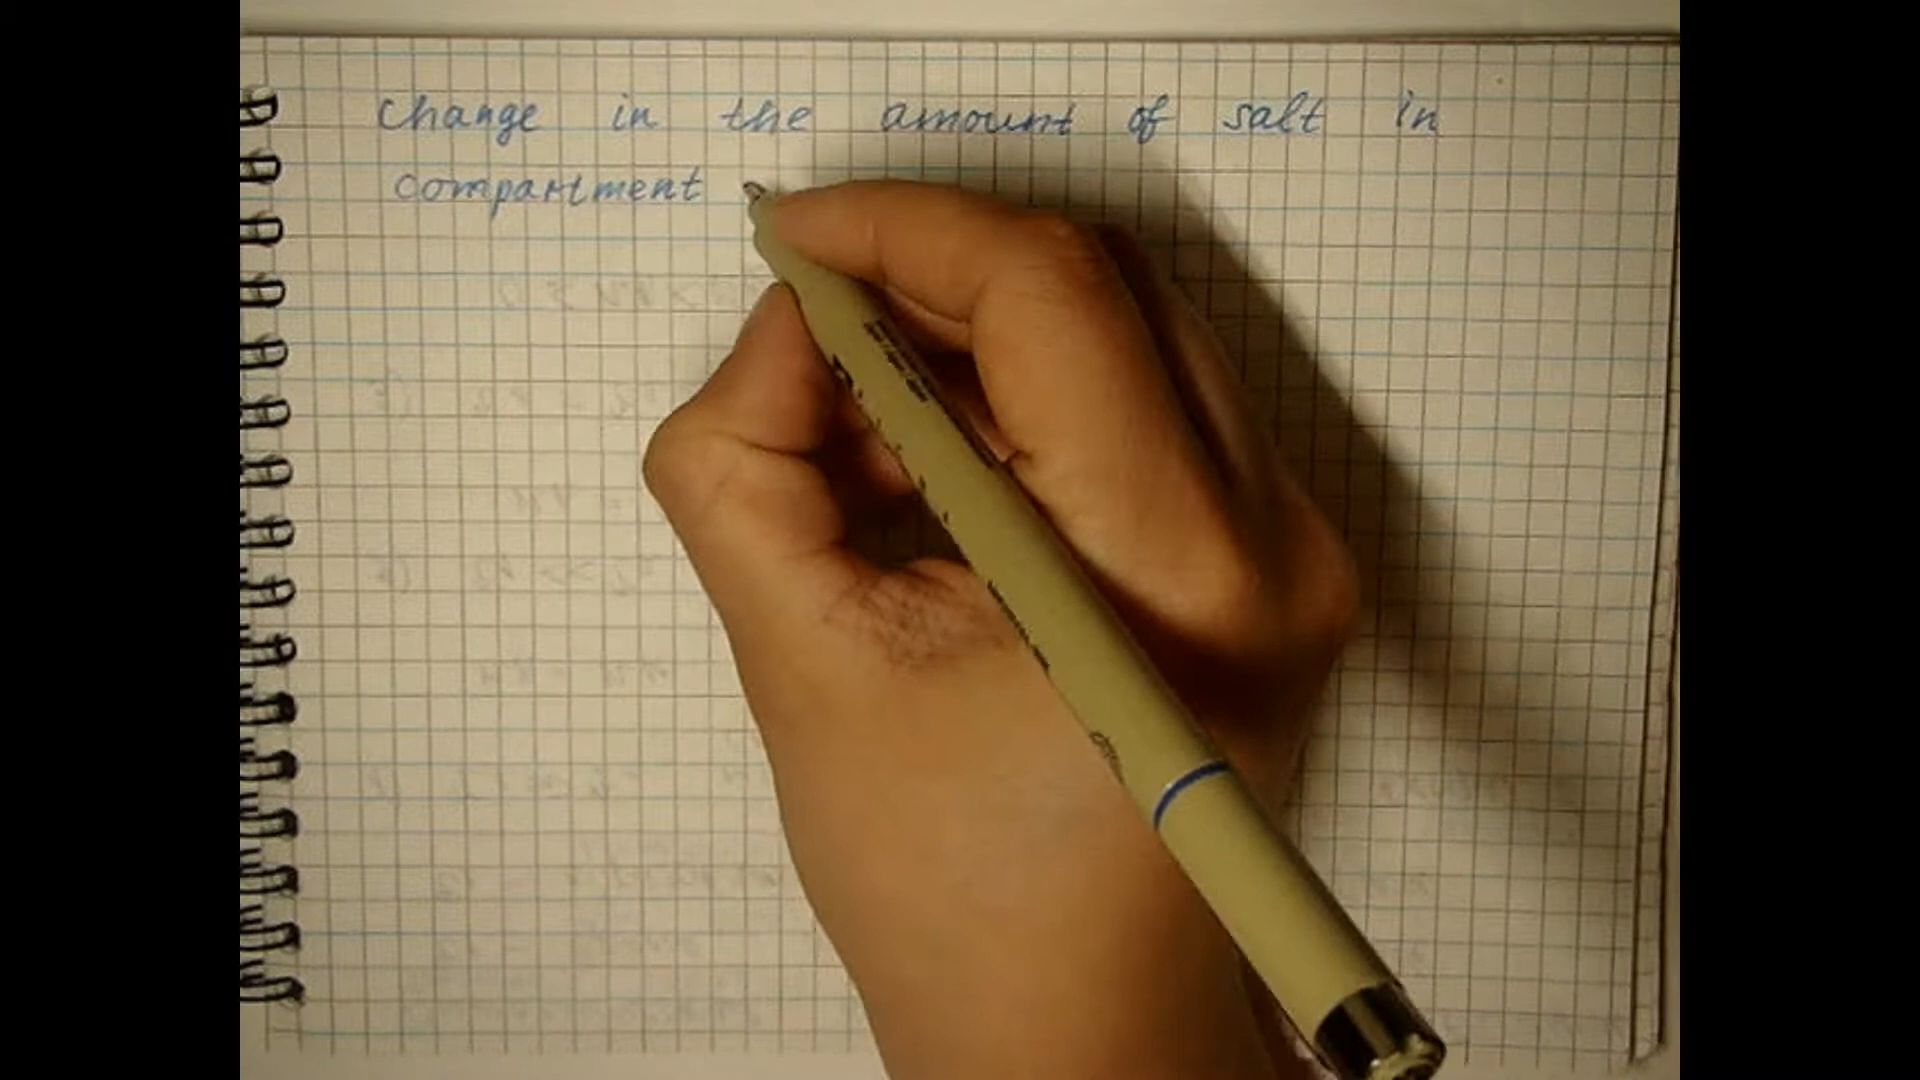 Change in the amount of salt in
compartment